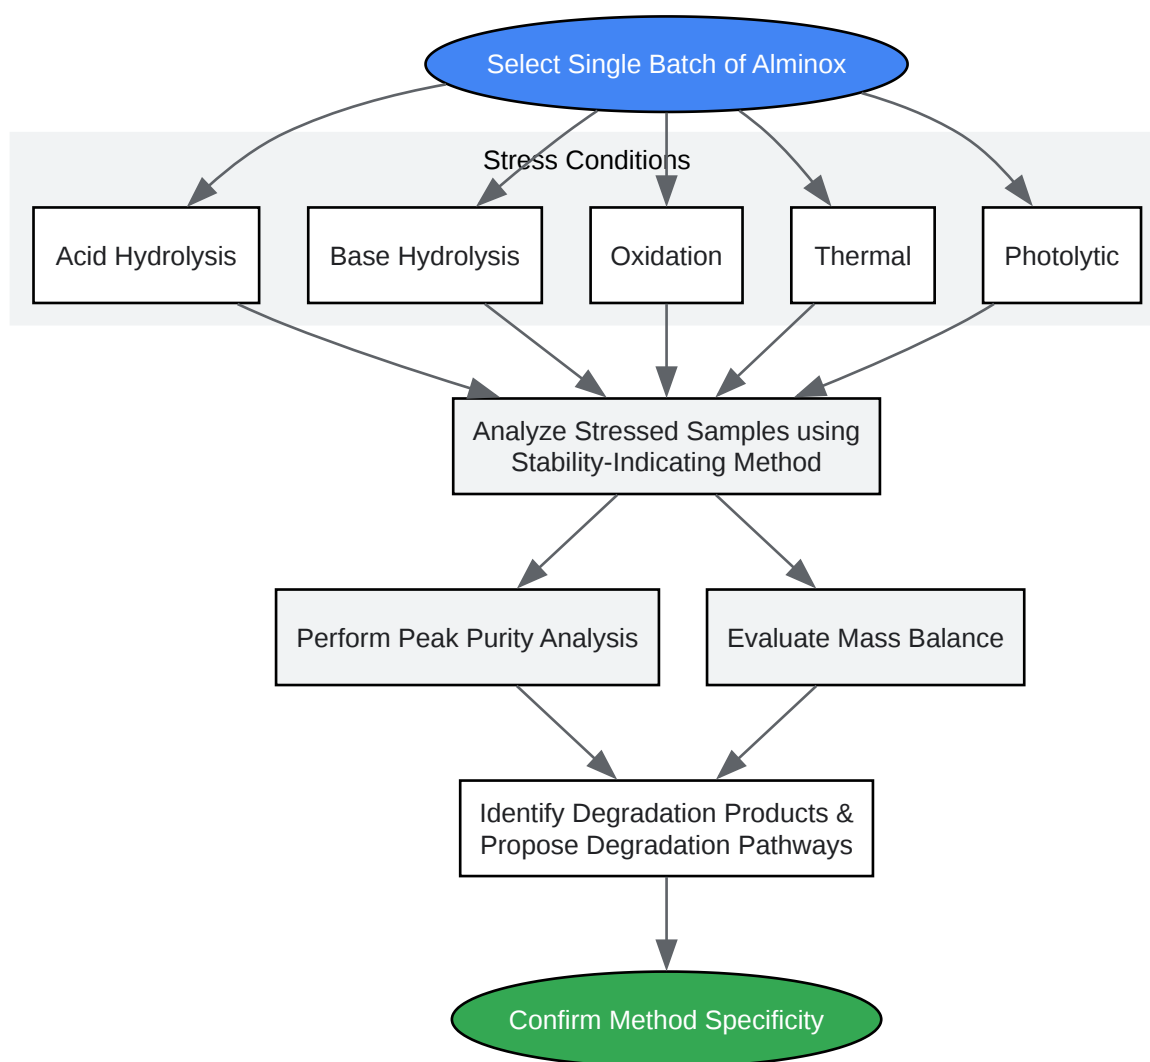 Select Single Batch of Alminox
Stress Conditions
Acid Hydrolysis
Base Hydrolysis
Oxidation
Thermal
Photolytic
Analyze Stressed Samples using
Stability-Indicating Method
Perform Peak Purity Analysis
Evaluate Mass Balance
Identify Degradation Products &
Propose Degradation Pathways
Confirm Method Specificity